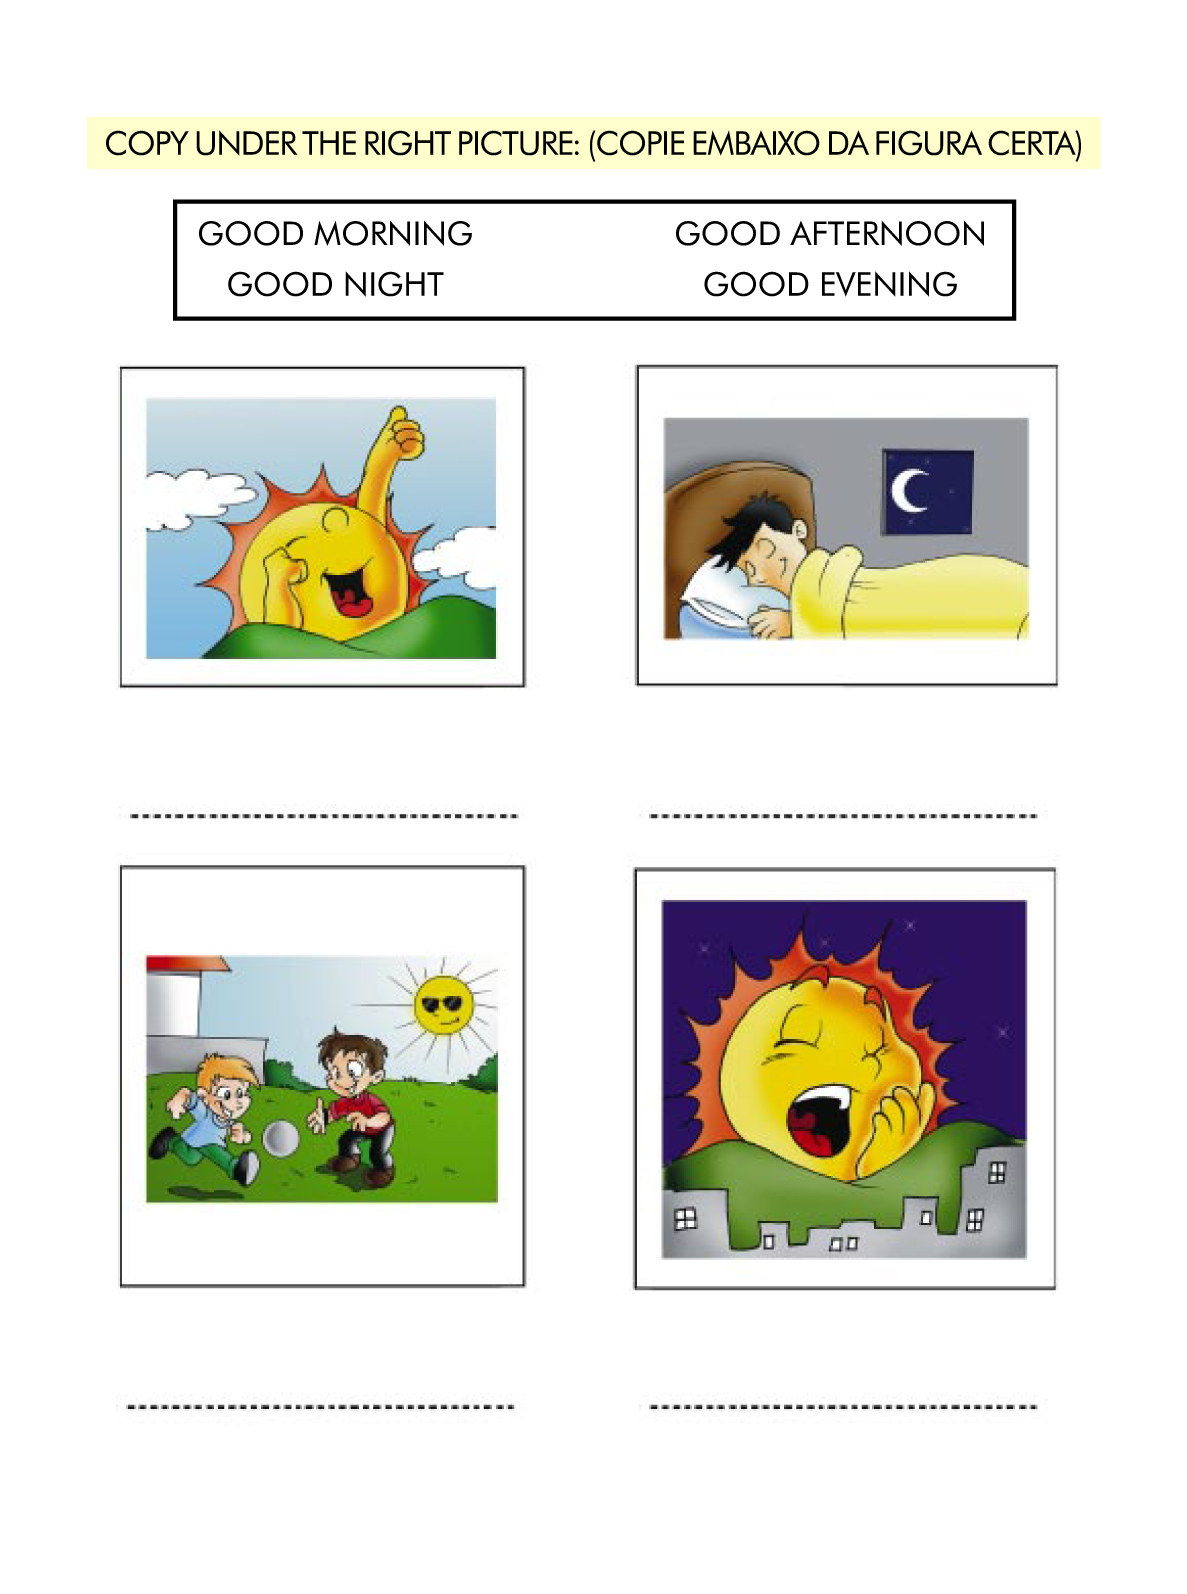 COPY UNDER THE RIGHT PICTURE: (COPIE EMBAIXO DA FIGURA CERTA)
GOOD MORNING GOOD AFTERNOON
GOOD NIGHT GOOD EVENING